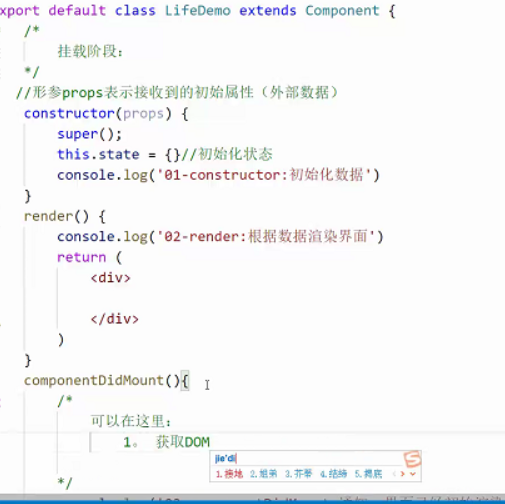 xport default class LifeDemo extends Component {
/*
挂载阶段:
*/
//形参props表示接收到的初始属性（外部数据）
constructor(props) {
super();
this.state = {}//初始化状态
console.log('01-constructor:初始化数据')
}
render() {
console.log('02-render:根据数据渲染界面')
return (
<div>
</div>
)
}
componentDidMount(){
/*
可以在这里:
1。 获取DOM
jie'di
1.接地 2.姐弟 3.芥蒂 4.结缔 5.揭底
*/